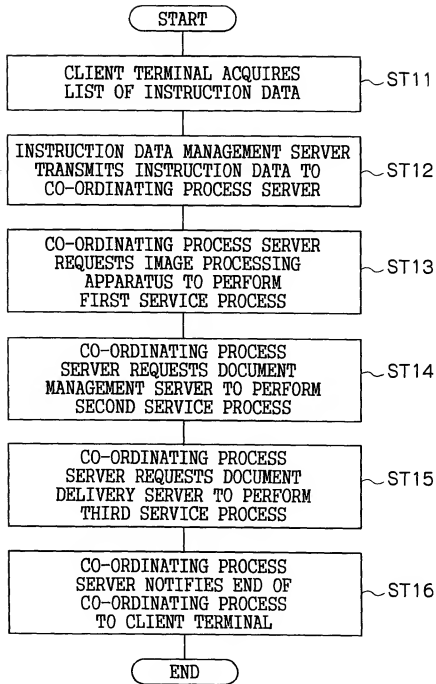 START
CLIENT TERMINAL ACQUIRES
LIST OF INSTRUCTION DATA
ST11
INSTRUCTION DATA MANAGEMENT SERVER
TRANSMITS INSTRUCTION DATA TO
CO-ORDINATING PROCESS SERVER
ST12
CO-ORDINATING PROCESS SERVER
REQUESTS IMAGE PROCESSING
APPARATUS TO PERFORM
FIRST SERVICE PROCESS
ST13
CO-ORDINATING PROCESS
SERVER REQUESTS DOCUMENT
MANAGEMENT SERVER TO PERFORM
SECOND SERVICE PROCESS
ST14
CO-ORDINATING PROCESS
SERVER REQUESTS DOCUMENT
DELIVERY SERVER TO PERFORM
THIRD SERVICE PROCESS
ST15
CO-ORDINATING PROCESS
SERVER NOTIFIES END OF
CO-ORDINATING PROCESS
TO CLIENT TERMINAL
ST16
END